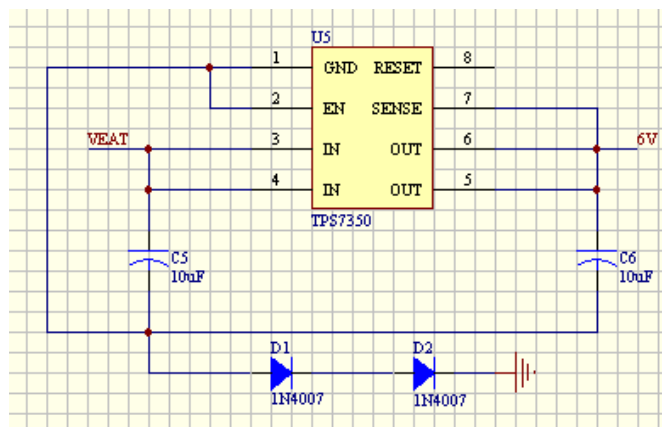 U5
1 GND RESET 8
2 EN SENSE 7
VEAT 3 IN OUT 6 6V
4 IN OUT 5
TPS7350
C5 C6
10uF 10uF
D1 D2
1N4007 1N4007